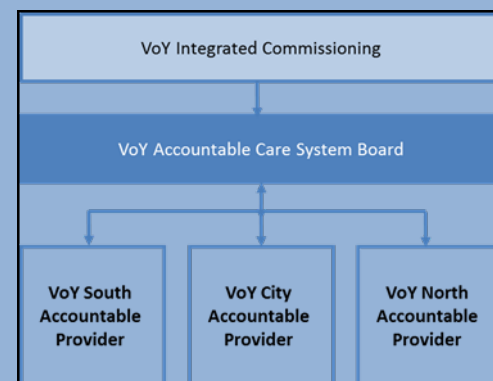 VoY Integrated Commissioning
VoY Accountable Care System Board
VoY South
Accountable
Provider
VoY City
Accountable
Provider
VoY North
Accountable
Provider